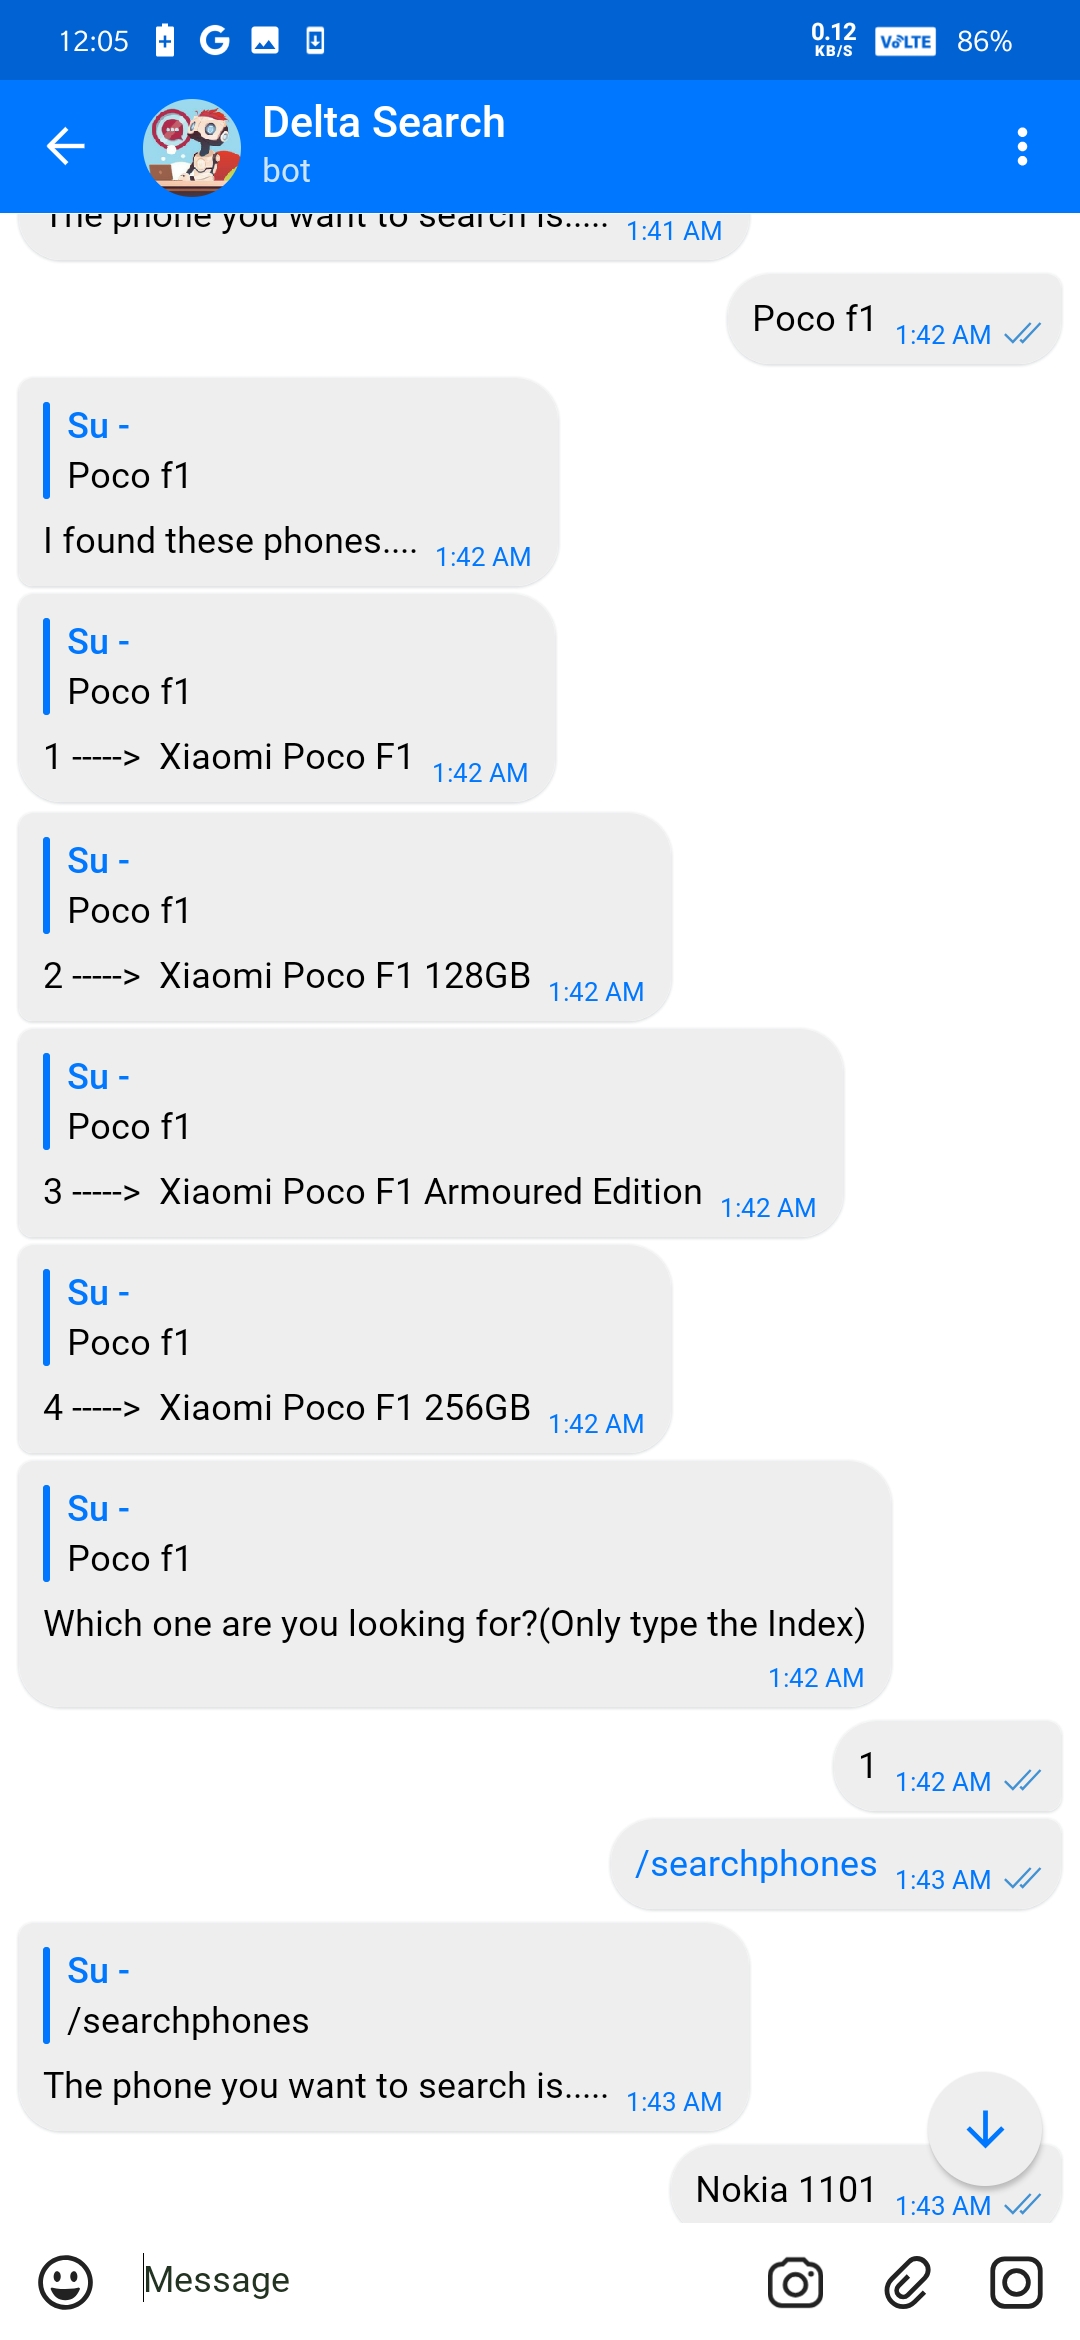 12:05
0.12
KB/S
VoLTE
86%
Delta Search
bot
The phone you want to search is.....
1:41 AM
Poco f1
1:42 AM
Su -
Poco f1
I found these phones....
1:42 AM
Su -
Poco f1
1 -----> Xiaomi Poco F1
1:42 AM
Su -
Poco f1
2 -----> Xiaomi Poco F1 128GB
1:42 AM
Su -
Poco f1
3 -----> Xiaomi Poco F1 Armoured Edition
1:42 AM
Su -
Poco f1
4 -----> Xiaomi Poco F1 256GB
1:42 AM
Su -
Poco f1
Which one are you looking for?(Only type the Index)
1:42 AM
1
1:42 AM
/searchphones
1:43 AM
Su -
/searchphones
The phone you want to search is.....
1:43 AM
Nokia 1101
1:43 AM
Message